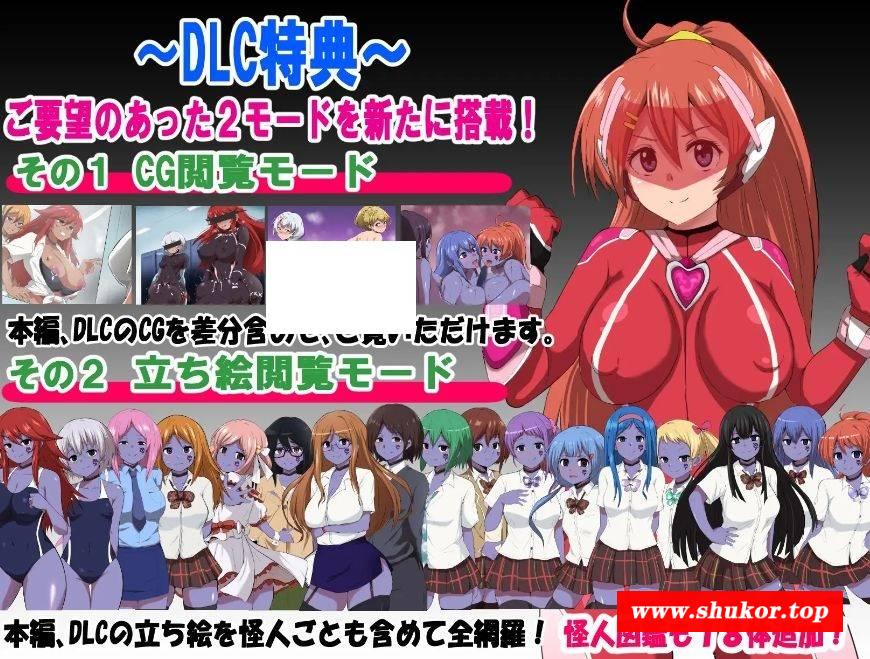 ～DLC特典～
ご要望のあった２モードを新たに搭載！
その１ CG閲覧モード
本編、DLCのCGを差分含め いただけます。
その２ 立ち絵閲覧モード
本編、DLCの立ち絵を怪人ごとも含めて全網羅！ 怪人図鑑も
www.shukor.top